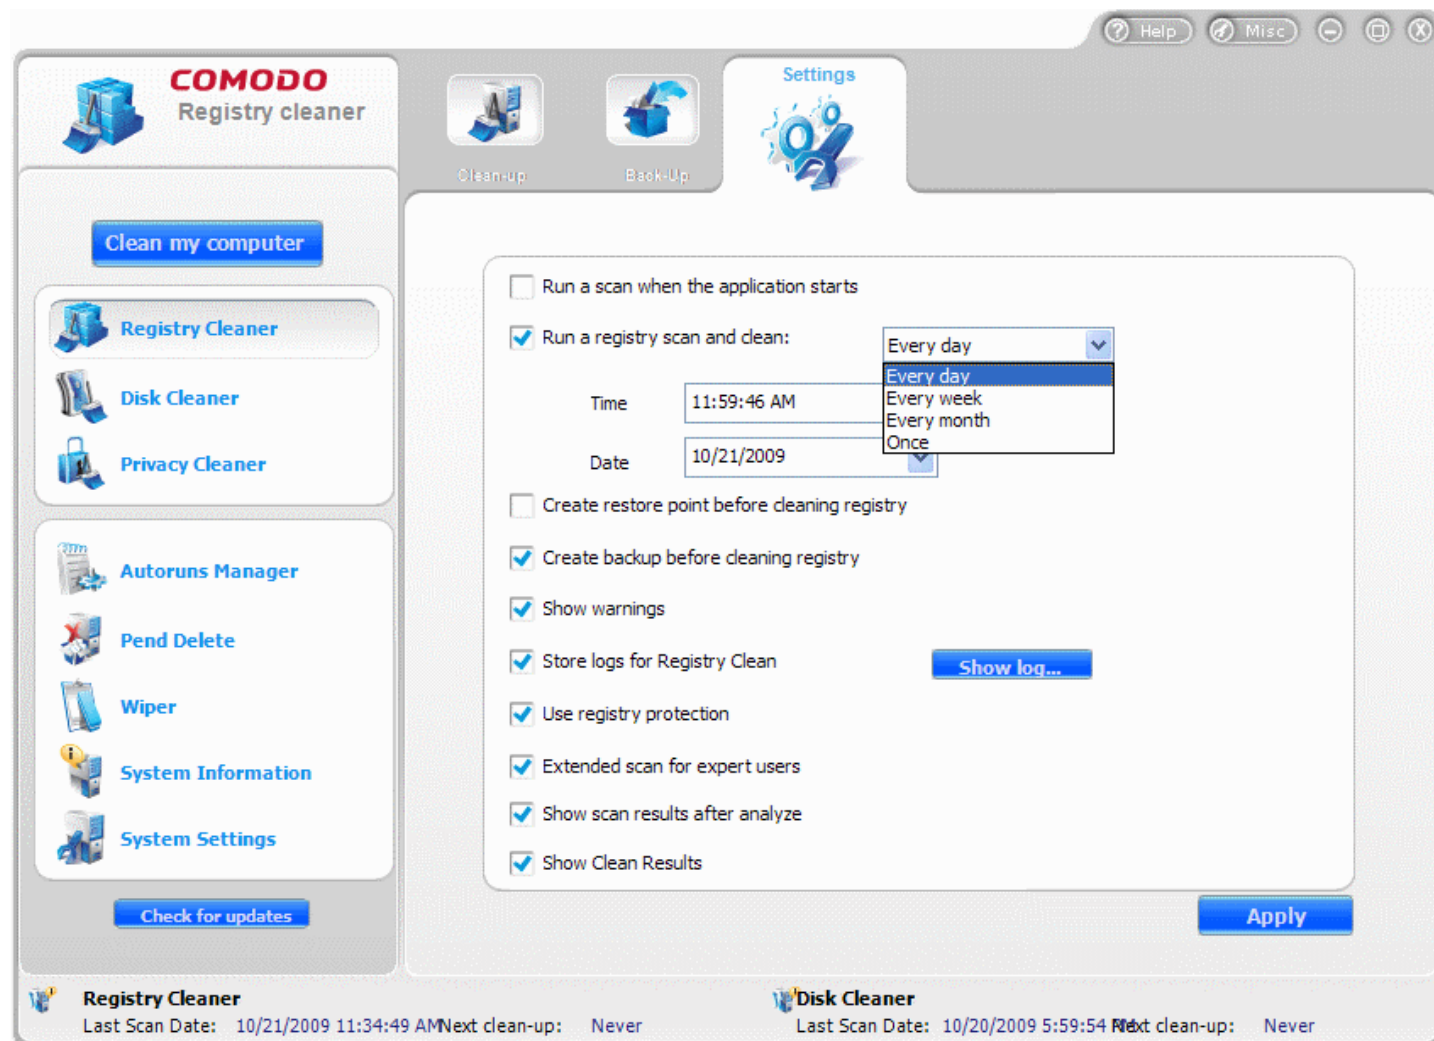 Help
Misc
COMODO
Registry cleaner
Clean-up
Back-Up
Settings
Clean my computer
Registry Cleaner
Disk Cleaner
Privacy Cleaner
Autoruns Manager
Pend Delete
Wiper
System Information
System Settings
Check for updates
Run a scan when the application starts
Run a registry scan and clean:
Every day
Every day
Every week
Every month
Once
Time
11:59:46 AM
Date
10/21/2009
Create restore point before cleaning registry
Create backup before cleaning registry
Show warnings
Store logs for Registry Clean
Show log...
Use registry protection
Extended scan for expert users
Show scan results after analyze
Show Clean Results
Apply
Registry Cleaner
Last Scan Date: 10/21/2009 11:34:49 AM Next clean-up: Never
Disk Cleaner
Last Scan Date: 10/20/2009 5:59:54 PM Next clean-up: Never